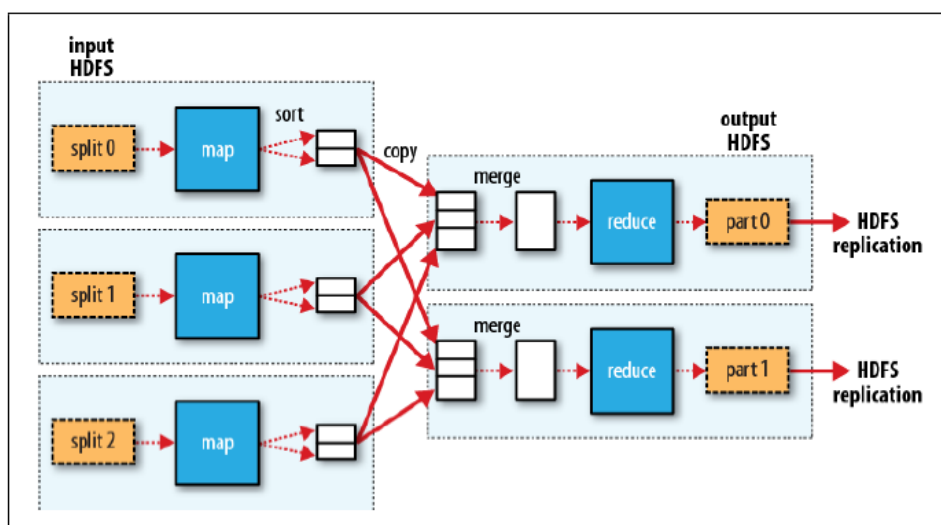 input
HDFS
split 0
map
sort
copy
split 1
map
split 2
map
output
HDFS
merge
reduce
part 0
HDFS
replication
merge
reduce
part 1
HDFS
replication